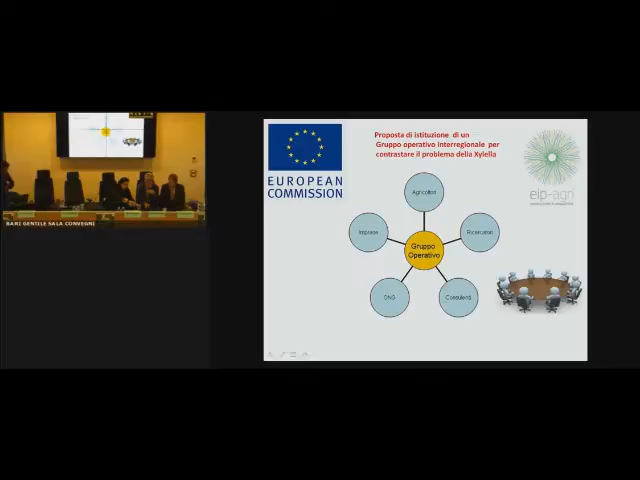 BARI GENTILE SALA CONVEGNI
EUROPEAN
COMMISSION
Proposta di istituzione di un
Gruppo operativo interregionale per
contrastare il problema della Xylella
eip-agri
Agricoltori
Imprese
Ricercatori
Gruppo
Operativo
ONG
Consulenti